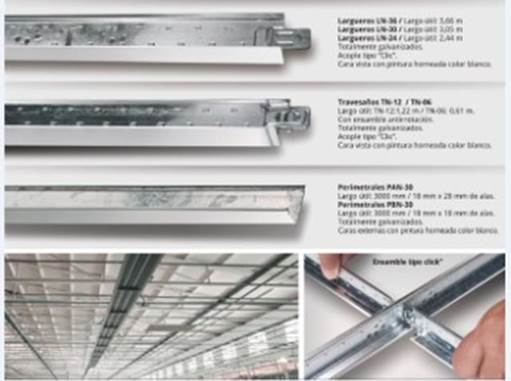 Largueros LN-36 / Largo útil: 3,66 m
Largueros LN-30 / Largo útil: 3,05 m
Largueros LN-24 / Largo útil: 2,44 m
Totalmente galvanizados.
Acople tipo "Clic".
Cara vista con pintura horneada color blanco.
Travesaños TN-12 / TN-06
Largo útil: TN-12:1,22 m / TN-06: 0,61 m.
Con ensamble antirrotación.
Totalmente galvanizados.
Acople tipo "Clic".
Cara vista con pintura horneada color blanco.
Perimetrales PAN-30
Largo útil: 3000 mm / 18 mm x 28 mm de alas.
Perimetrales PBN-30
Largo útil: 3000 mm / 18 mm x 18 mm de alas.
Totalmente galvanizados.
Caras externas con pintura horneada color blanco.
Ensamble tipo click"